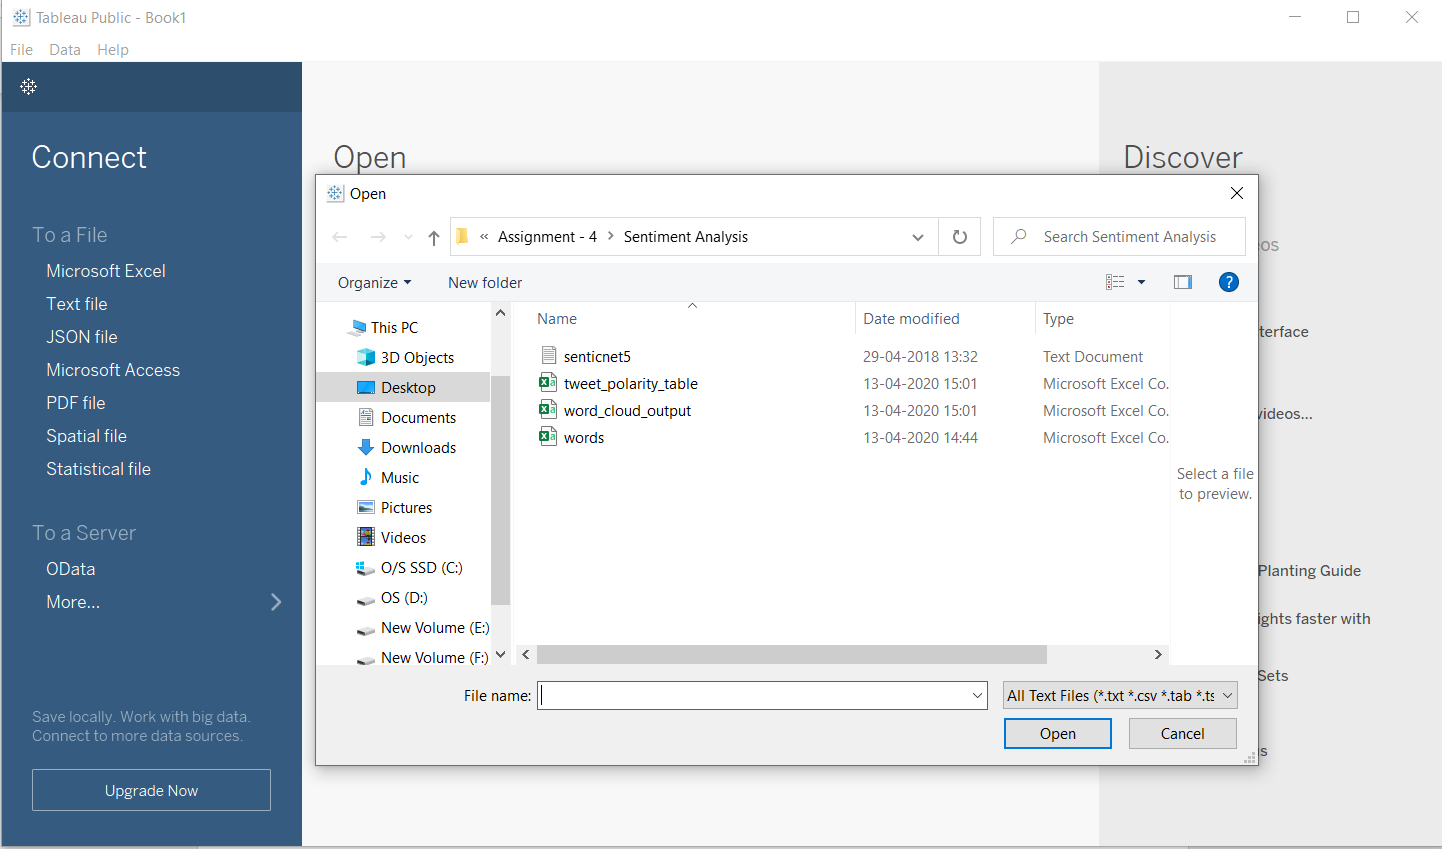 Tableau Public - Book1
File Data Help
Connect
To a File
Microsoft Excel
Text file
JSON file
Microsoft Access
PDF file
Spatial file
Statistical file
To a Server
OData
More...
Save locally. Work with big data.
Connect to more data sources.
Upgrade Now
Open
Open
« Assignment - 4 > Sentiment Analysis
Search Sentiment Analysis
Organize New folder
?
This PC
3D Objects
Desktop
Documents
Downloads
Music
Pictures
Videos
O/S SSD (C:)
OS (D:)
New Volume (E:)
New Volume (F:)
Name Date modified Type
senticnet5 29-04-2018 13:32 Text Document
tweet_polarity_table 13-04-2020 15:01 Microsoft Excel Co.
word_cloud_output 13-04-2020 15:01 Microsoft Excel Co.
words 13-04-2020 14:44 Microsoft Excel Co.
Select a file
to preview.
File name:
All Text Files (*.txt *.csv *.tab *.ts
Open Cancel
Discover
eos
terface
videos...
Planting Guide
ights faster with
Sets
s